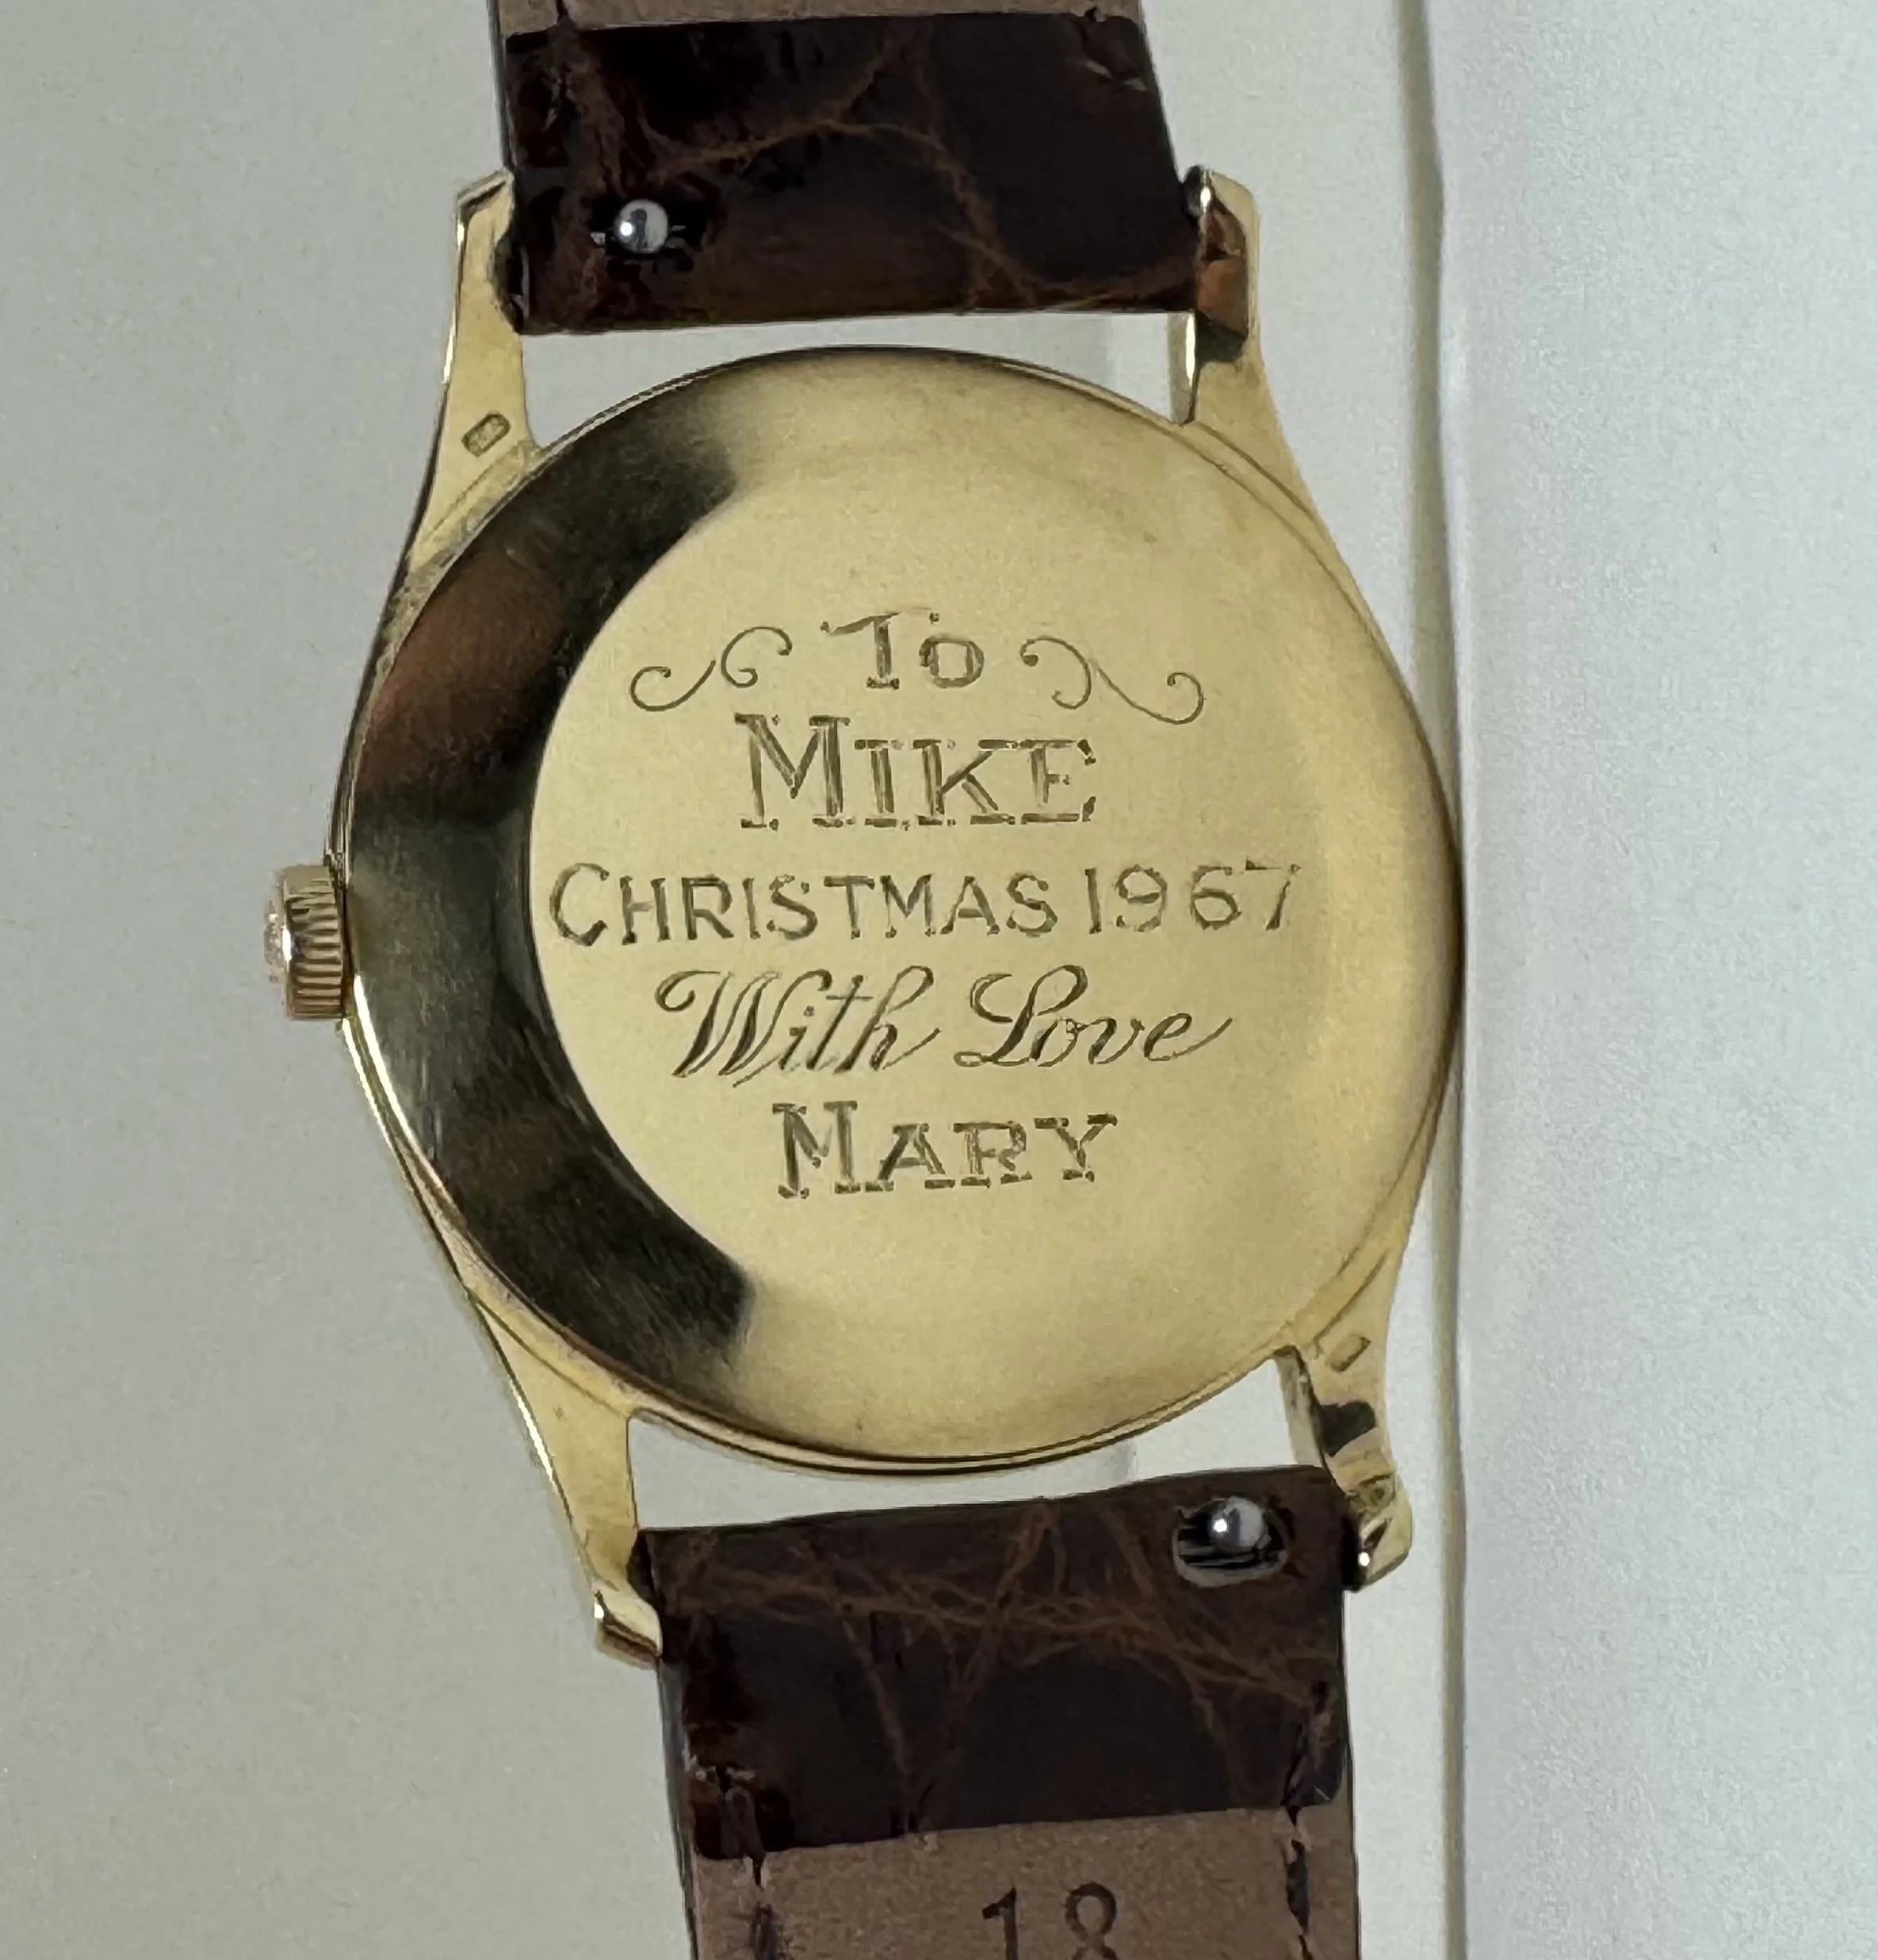 To
MIKE
CHRISTMAS 1967
With Love
MARY
18